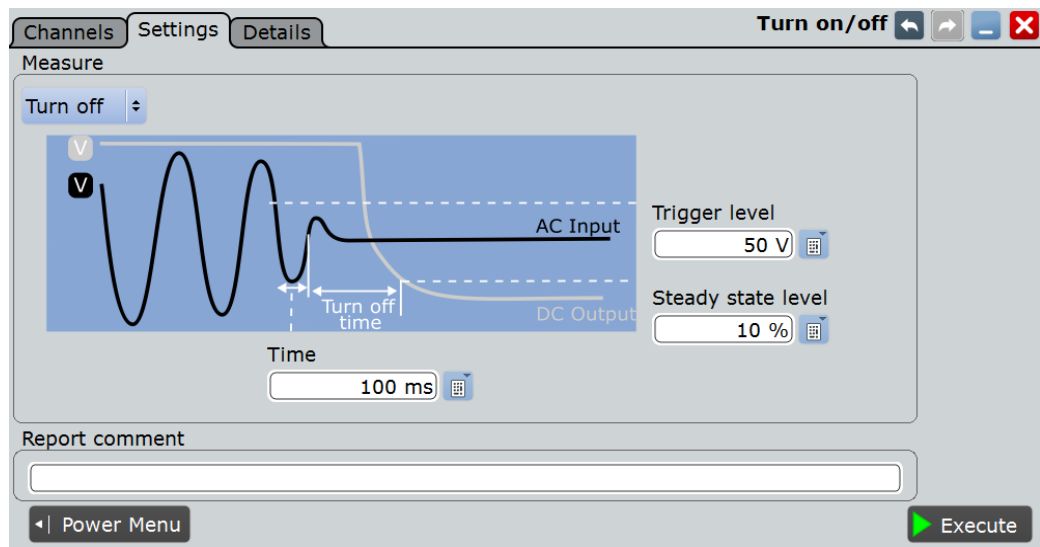 Channels Settings Details Turn on/off
Measure
Turn off
V
V
AC Input
Trigger level
50 V
Turn off
time
DC Output
Steady state level
10 %
Time
100 ms
Report comment
Power Menu Execute